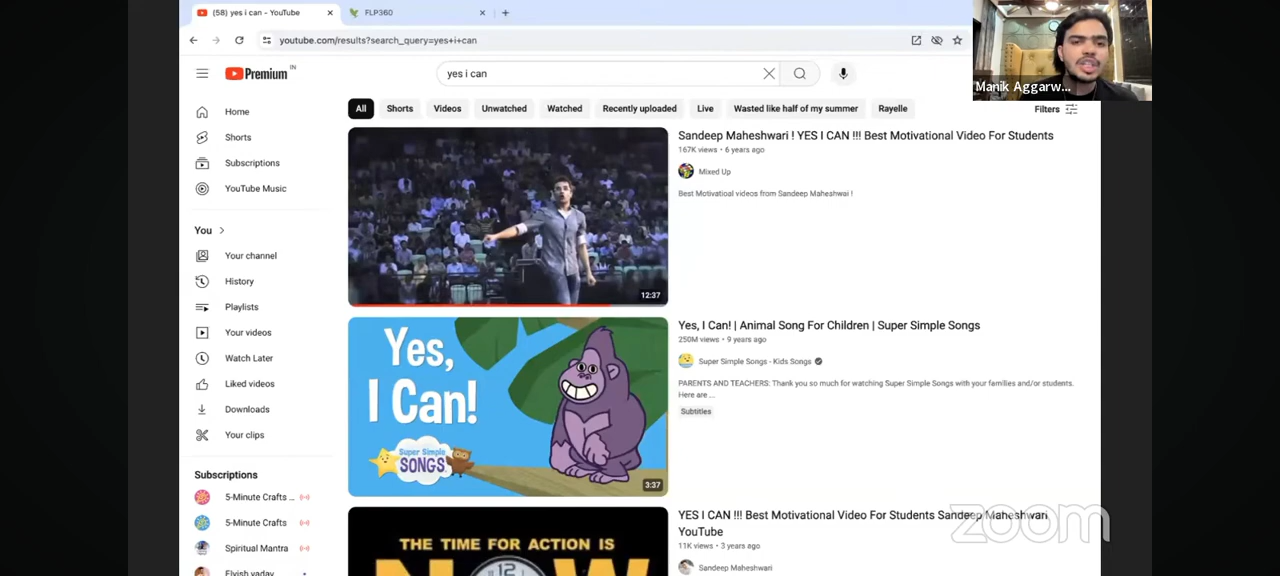 (58) yes i can - YouTube
FLP360
youtube.com/results?search_query=yes+i+can
Manik Aggarw...
Premium IN
yes i can
All Shorts Videos Unwatched Watched Recently uploaded Live Wasted like half of my summer Rayelle
Filters
Home
Shorts
Subscriptions
YouTube Music
You
Your channel
History
Playlists
Your videos
Watch Later
Liked videos
Downloads
Your clips
Subscriptions
5-Minute Crafts ...
5-Minute Crafts
Spiritual Mantra
Elvish yadav
12:37
Sandeep Maheshwari ! YES I CAN !!! Best Motivational Video For Students
167K views • 6 years ago
Mixed Up
Best Motivatioal videos from Sandeep Maheshwai !
Yes,
I Can!
Super Simple
SONGS
3:37
Yes, I Can! | Animal Song For Children | Super Simple Songs
250M views • 9 years ago
Super Simple Songs - Kids Songs
PARENTS AND TEACHERS: Thank you so much for watching Super Simple Songs with your families and/or students.
Here are ...
Subtitles
THE TIME FOR ACTION IS
NOW
12
YES I CAN !!! Best Motivational Video For Students Sandeep Maheshwari
YouTube
11K views • 3 years ago
Sandeep Maheshwari
zoom